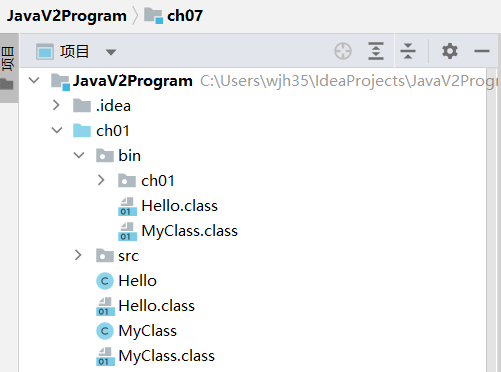 JavaV2Program ch07
项目
项目
JavaV2Program C:\Users\wjh35\IdeaProjects\JavaV2Progr
.idea
ch01
bin
ch01
Hello.class
MyClass.class
src
Hello
Hello.class
MyClass
MyClass.class